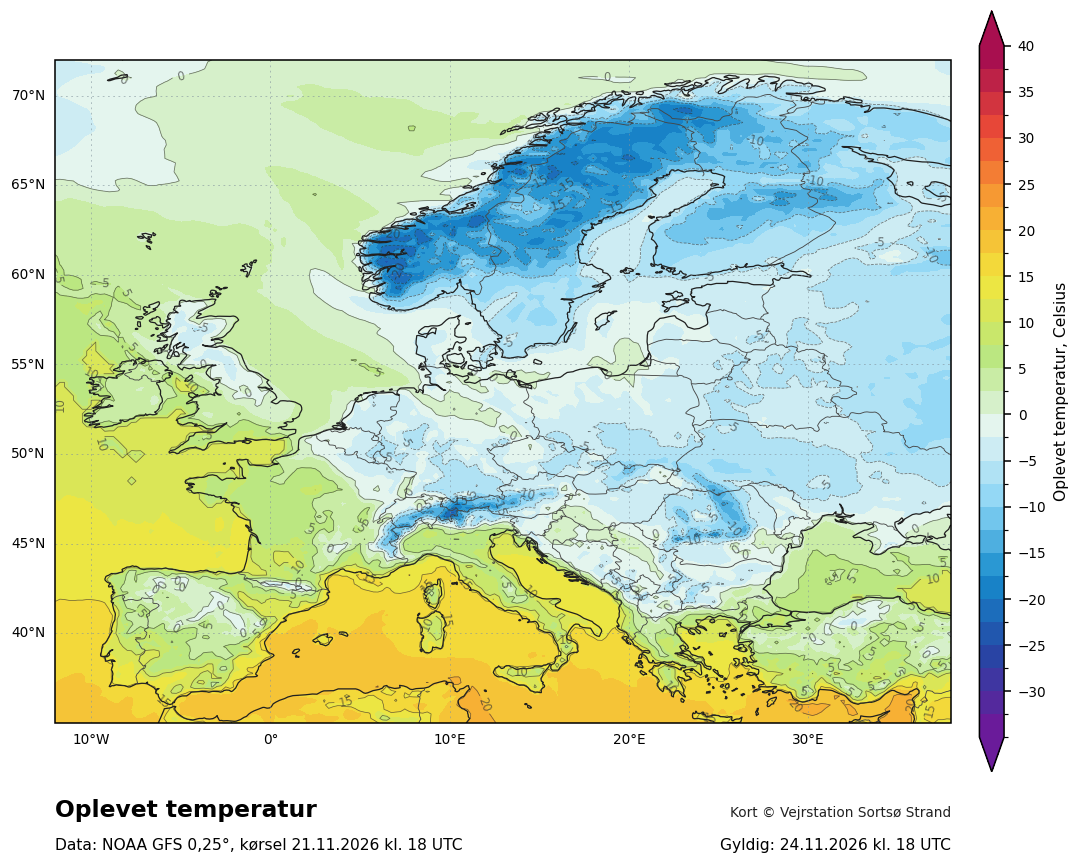 40
35
30
25
20
15
10
5
0
−5
−10
−15
−20
−25
−30
Oplevet temperatur, Celsius
70°N
65°N
60°N
55°N
50°N
45°N
40°N
10°W
0°
10°E
20°E
30°E
Oplevet temperatur
Kort © Vejrstation Sortsø Strand
Data: NOAA GFS 0,25°, kørsel 21.11.2026 kl. 18 UTC
Gyldig: 24.11.2026 kl. 18 UTC